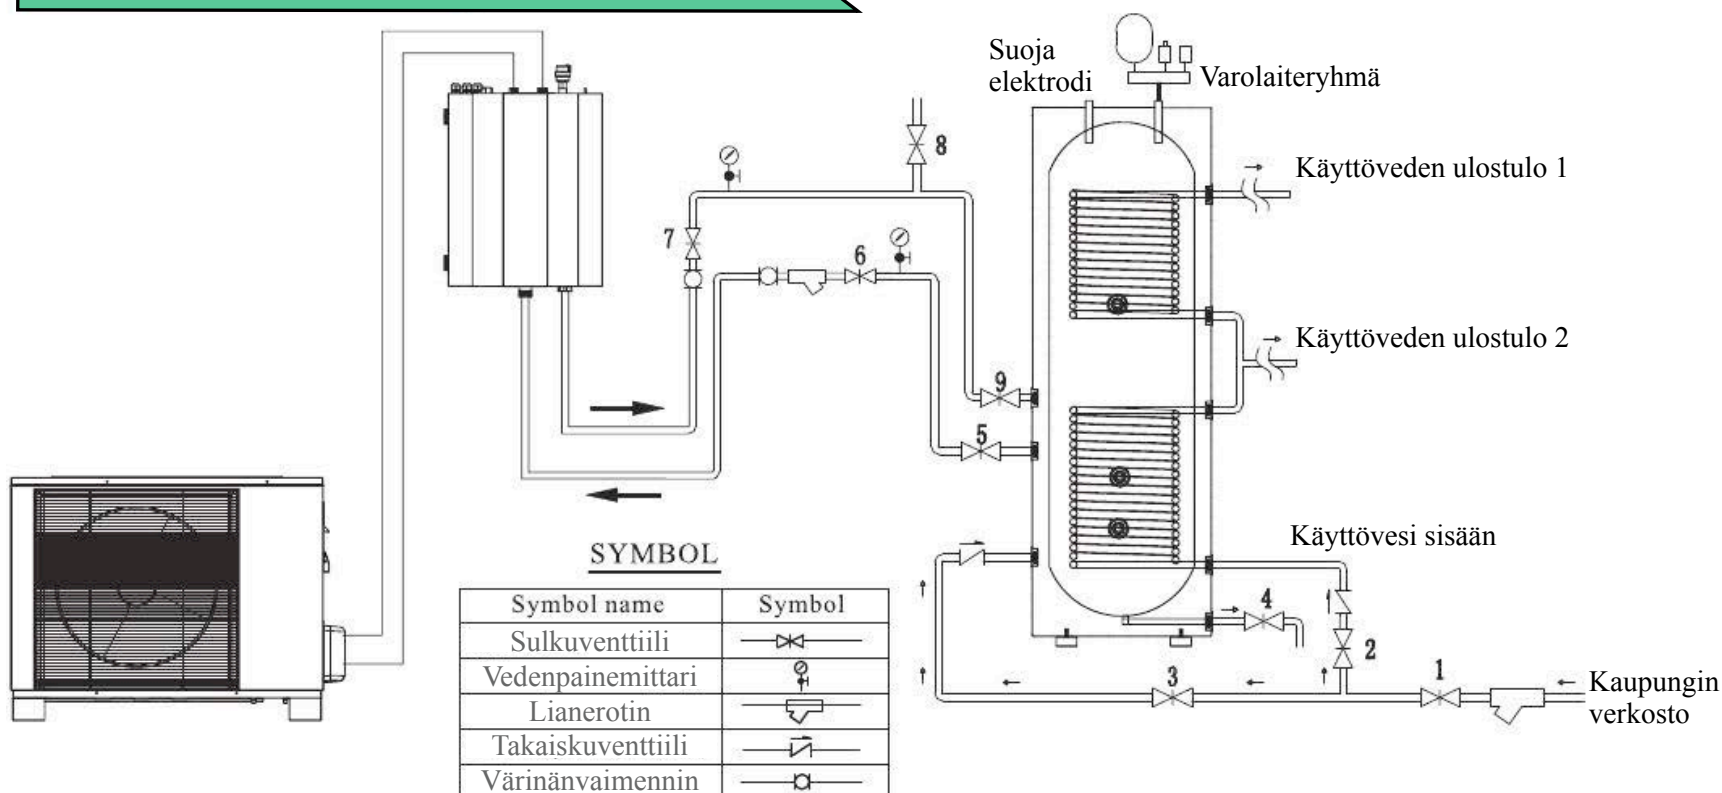 Suoja
elektrodi
Varolaiteryhmä
8
Käyttöveden ulostulo 1
7
6
Käyttöveden ulostulo 2
9
5
Käyttövesi sisään
4
2
3
1
Kaupungin
verkosto
SYMBOL
Symbol name Symbol
Sulkuventtiili
Vedenpainemittari
Lianerotin
Takaiskuventtiili
Värinänvaimennin